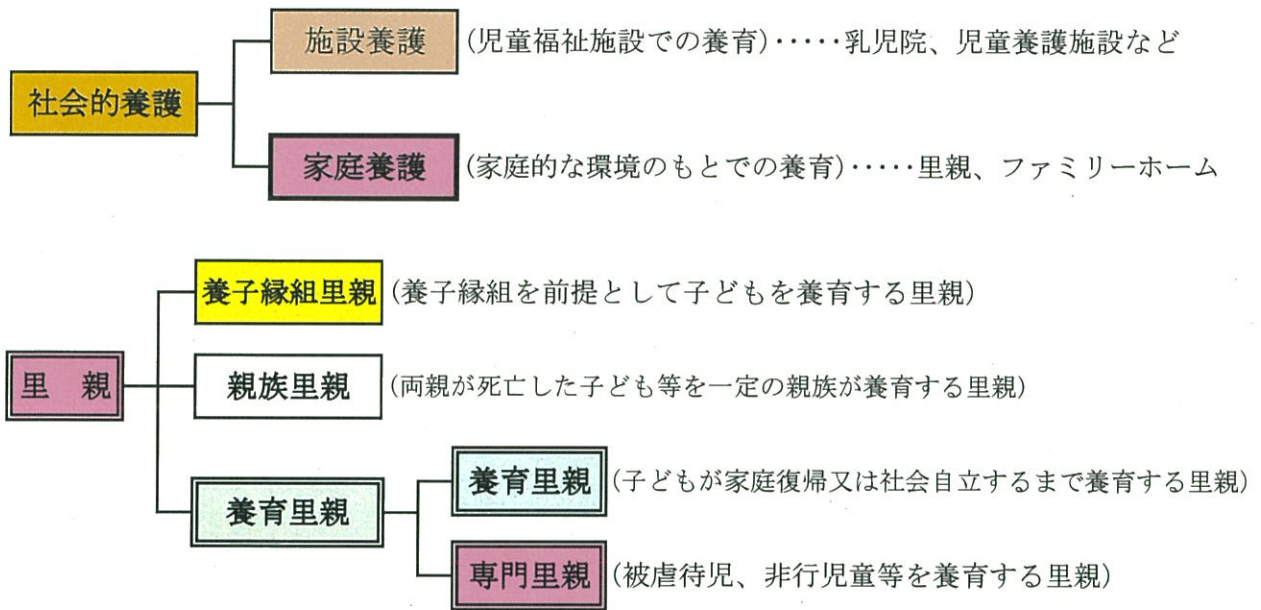 施設養護 (児童福祉施設での養育)・・・・・乳児院、児童養護施設など
社会的養護
家庭養護 (家庭的な環境のもとでの養育)・・・・・里親、ファミリーホーム
養子縁組里親 (養子縁組を前提として子どもを養育する里親)
里　親
親族里親 (両親が死亡した子ども等を一定の親族が養育する里親)
養育里親
養育里親 (子どもが家庭復帰又は社会自立するまで養育する里親)
専門里親 (被虐待児、非行児童等を養育する里親)